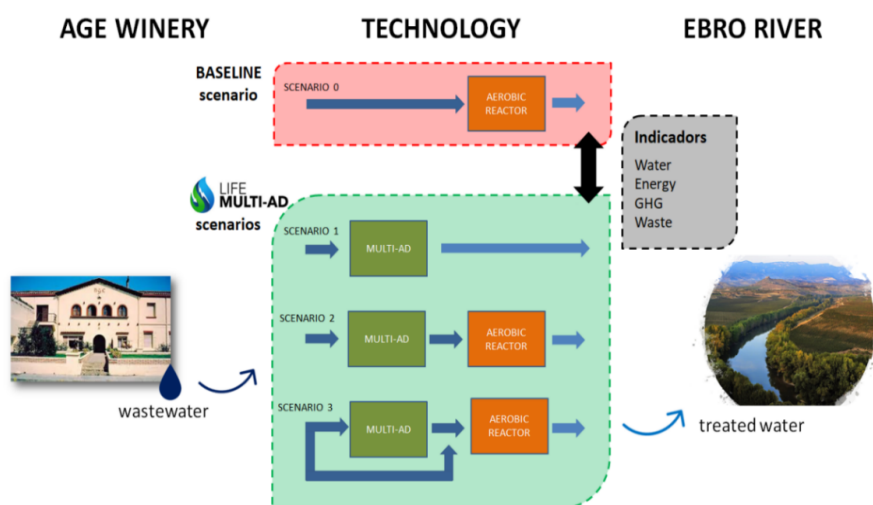 AGE WINERY
TECHNOLOGY
EBRO RIVER
BASELINE
scenario
SCENARIO 0
AEROBIC
REACTOR
Indicadors
Water
Energy
GHG
Waste
LIFE
MULTI-AD
scenarios
SCENARIO 1
MULTI-AD
SCENARIO 2
MULTI-AD
AEROBIC
REACTOR
SCENARIO 3
MULTI-AD
AEROBIC
REACTOR
wastewater
treated water